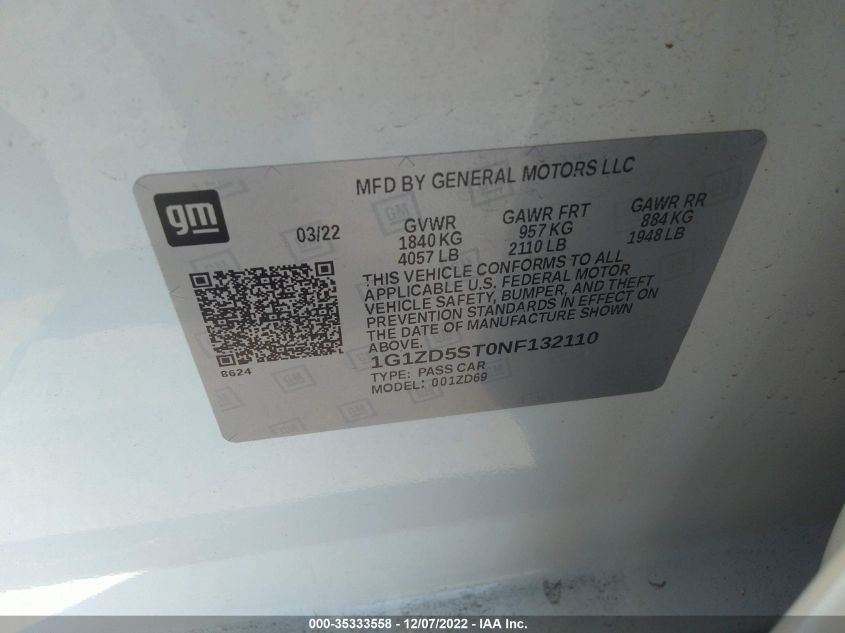 MFD BY GENERAL MOTORS LLC
gm
03/22
GVWR
1840 KG
4057 LB
GAWR FRT
957 KG
2110 LB
GAWR RR
884 KG
1948 LB
THIS VEHICLE CONFORMS TO ALL
APPLICABLE U.S. FEDERAL MOTOR
VEHICLE SAFETY, BUMPER, AND THEFT
PREVENTION STANDARDS IN EFFECT ON
THE DATE OF MANUFACTURE SHOWN
ABOVE.
1G1ZD5ST0NF132110
TYPE: PASS CAR
MODEL: 001ZD69
8624
000-35333558 - 12/07/2022 - IAA Inc.